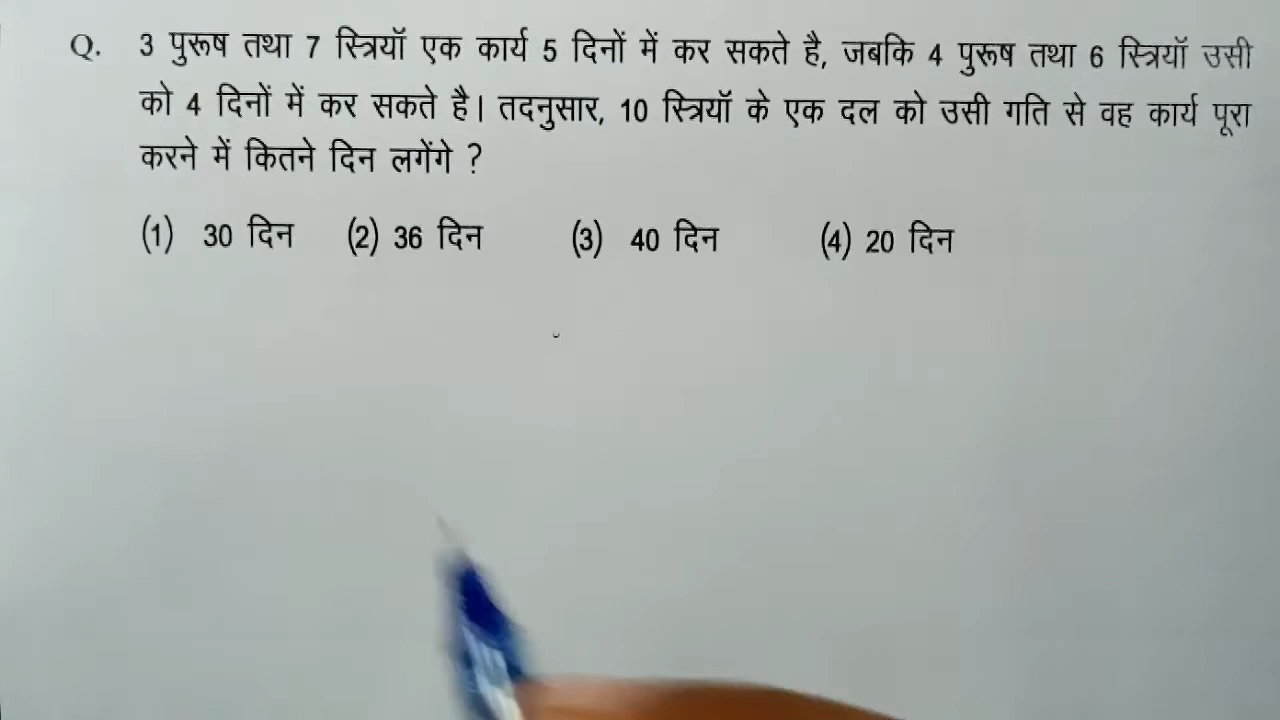 Q. 3 पुरूष तथा 7 स्त्रियॉ एक कार्य 5 दिनों में कर सकते है, जबकि 4 पुरूष तथा 6 स्त्रियॉ उसी
को 4 दिनों में कर सकते है। तदनुसार, 10 स्त्रियॉ के एक दल को उसी गति से वह कार्य पूरा
करने में कितने दिन लगेंगे ?
(1) 30 दिन (2) 36 दिन (3) 40 दिन (4) 20 दिन